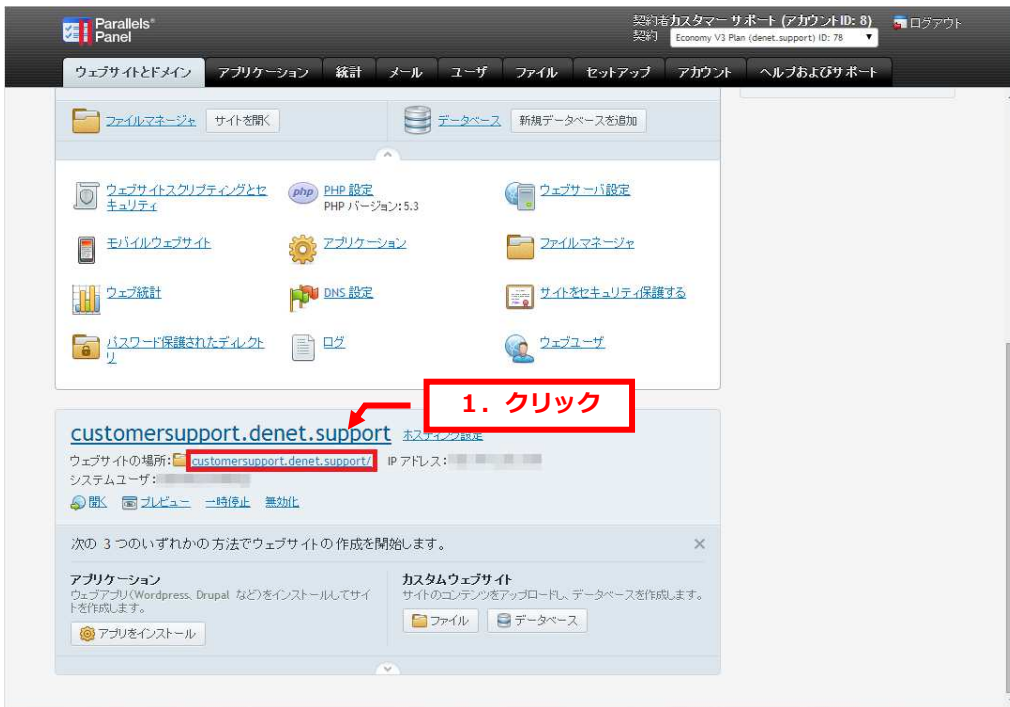 Parallels®
Panel
契約者カスタマー サポート (アカウントID: 8)
契約 Economy V3 Plan (denet.support) ID: 78
ログアウト
ウェブサイトとドメイン アプリケーション 統計 メール ユーザ ファイル セットアップ アカウント ヘルプおよびサポート
ファイルマネージャ サイトを開く データベース 新規データベースを追加
ウェブサイトスクリプティングとセ
キュリティ
php PHP 設定
PHP バージョン: 5.3
ウェブサーバ設定
モバイルウェブサイト アプリケーション ファイルマネージャ
ウェブ統計 DNS 設定 サイトをセキュリティ保護する
パスワード保護されたディレクト
リ
ログ ウェブユーザ
1．クリック
customersupport.denet.support ホスティング設定
ウェブサイトの場所: customersupport.denet.support/ IP アドレス:
システムユーザ:
開く プレビュー 一時停止 無効化
次の 3 つのいずれかの方法でウェブサイトの作成を開始します。
アプリケーション
ウェブアプリ(Wordpress、Drupal など)をインストールしてサイ
トを作成します。
アプリをインストール
カスタムウェブサイト
サイトのコンテンツをアップロードし、データベースを作成します。
ファイル データベース